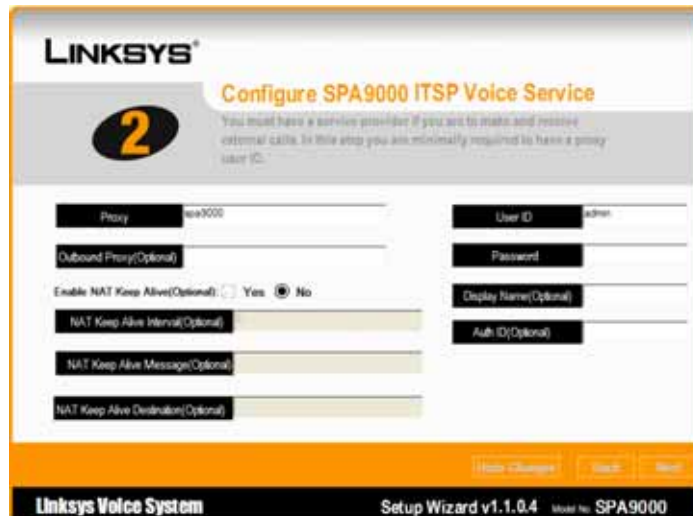 LINKSYS®
2
Configure SPA9000 ITSP Voice Service
You must have a service provider if you are to make and receive
external calls. In this step you are minimally required to have a proxy
user ID.
Proxy
spa9000
Outbound Proxy(Optional)
Enable NAT Keep Alive(Optional): Yes No
NAT Keep Alive Interval(Optional)
NAT Keep Alive Message(Optional)
NAT Keep Alive Destination(Optional)
User ID
admin
Password
Display Name(Optional)
Auth ID(Optional)
Undo Changes Back Next
Linksys Voice System
Setup Wizard v1.1.0.4 Model No. SPA9000